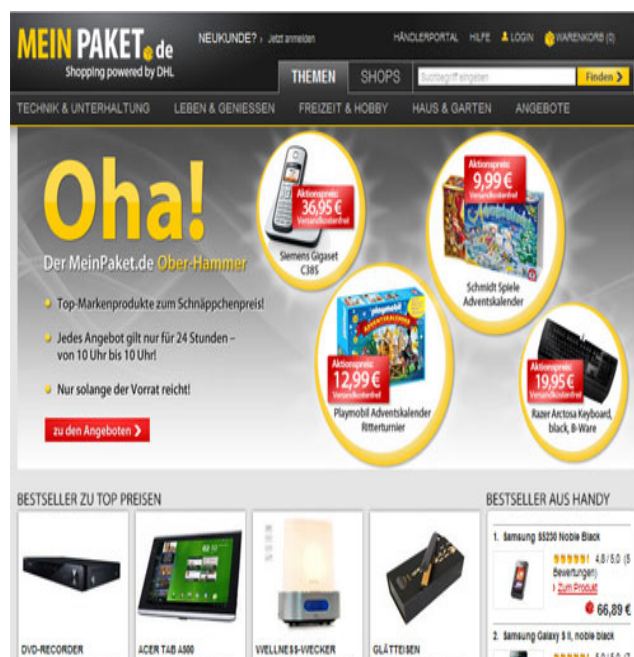 MEIN PAKET.de
Shopping powered by DHL
NEUKUNDE? › Jetzt anmelden
HÄNDLERPORTAL HILFE LOGIN WARENKORB (0)
THEMEN SHOPS Suchbegriff eingeben Finden
TECHNIK & UNTERHALTUNG LEBEN & GENIESSEN FREIZEIT & HOBBY HAUS & GARTEN ANGEBOTE
Oha!
Der MeinPaket.de Ober-Hammer
Top-Markenprodukte zum Schnäppchenpreis!
Jedes Angebot gilt nur für 24 Stunden –
von 10 Uhr bis 10 Uhr!
Nur solange der Vorrat reicht!
zu den Angeboten
Aktionspreis:
36,95 €
Versandkostenfrei
Siemens Gigaset
C385
Aktionspreis:
9,99 €
Versandkostenfrei
Adventskalender
Schmidt Spiele
Adventskalender
playmobil
ADVENTSKALENDER
Aktionspreis:
12,99 €
Versandkostenfrei
Playmobil Adventskalender
Ritterturnier
Aktionspreis:
19,95 €
Versandkostenfrei
Razer Arctosa Keyboard,
black, B-Ware
BESTSELLER ZU TOP PREISEN
DVD-RECORDER
ACER TAB A500
WELLNESS-WECKER
GLÄTTEISEN
BESTSELLER AUS HANDY
1. Samsung S5230 Noble Black
4,8 / 5,0 (5
Bewertungen)
› Zum Produkt
66,89 €
2. Samsung Galaxy S II, noble black